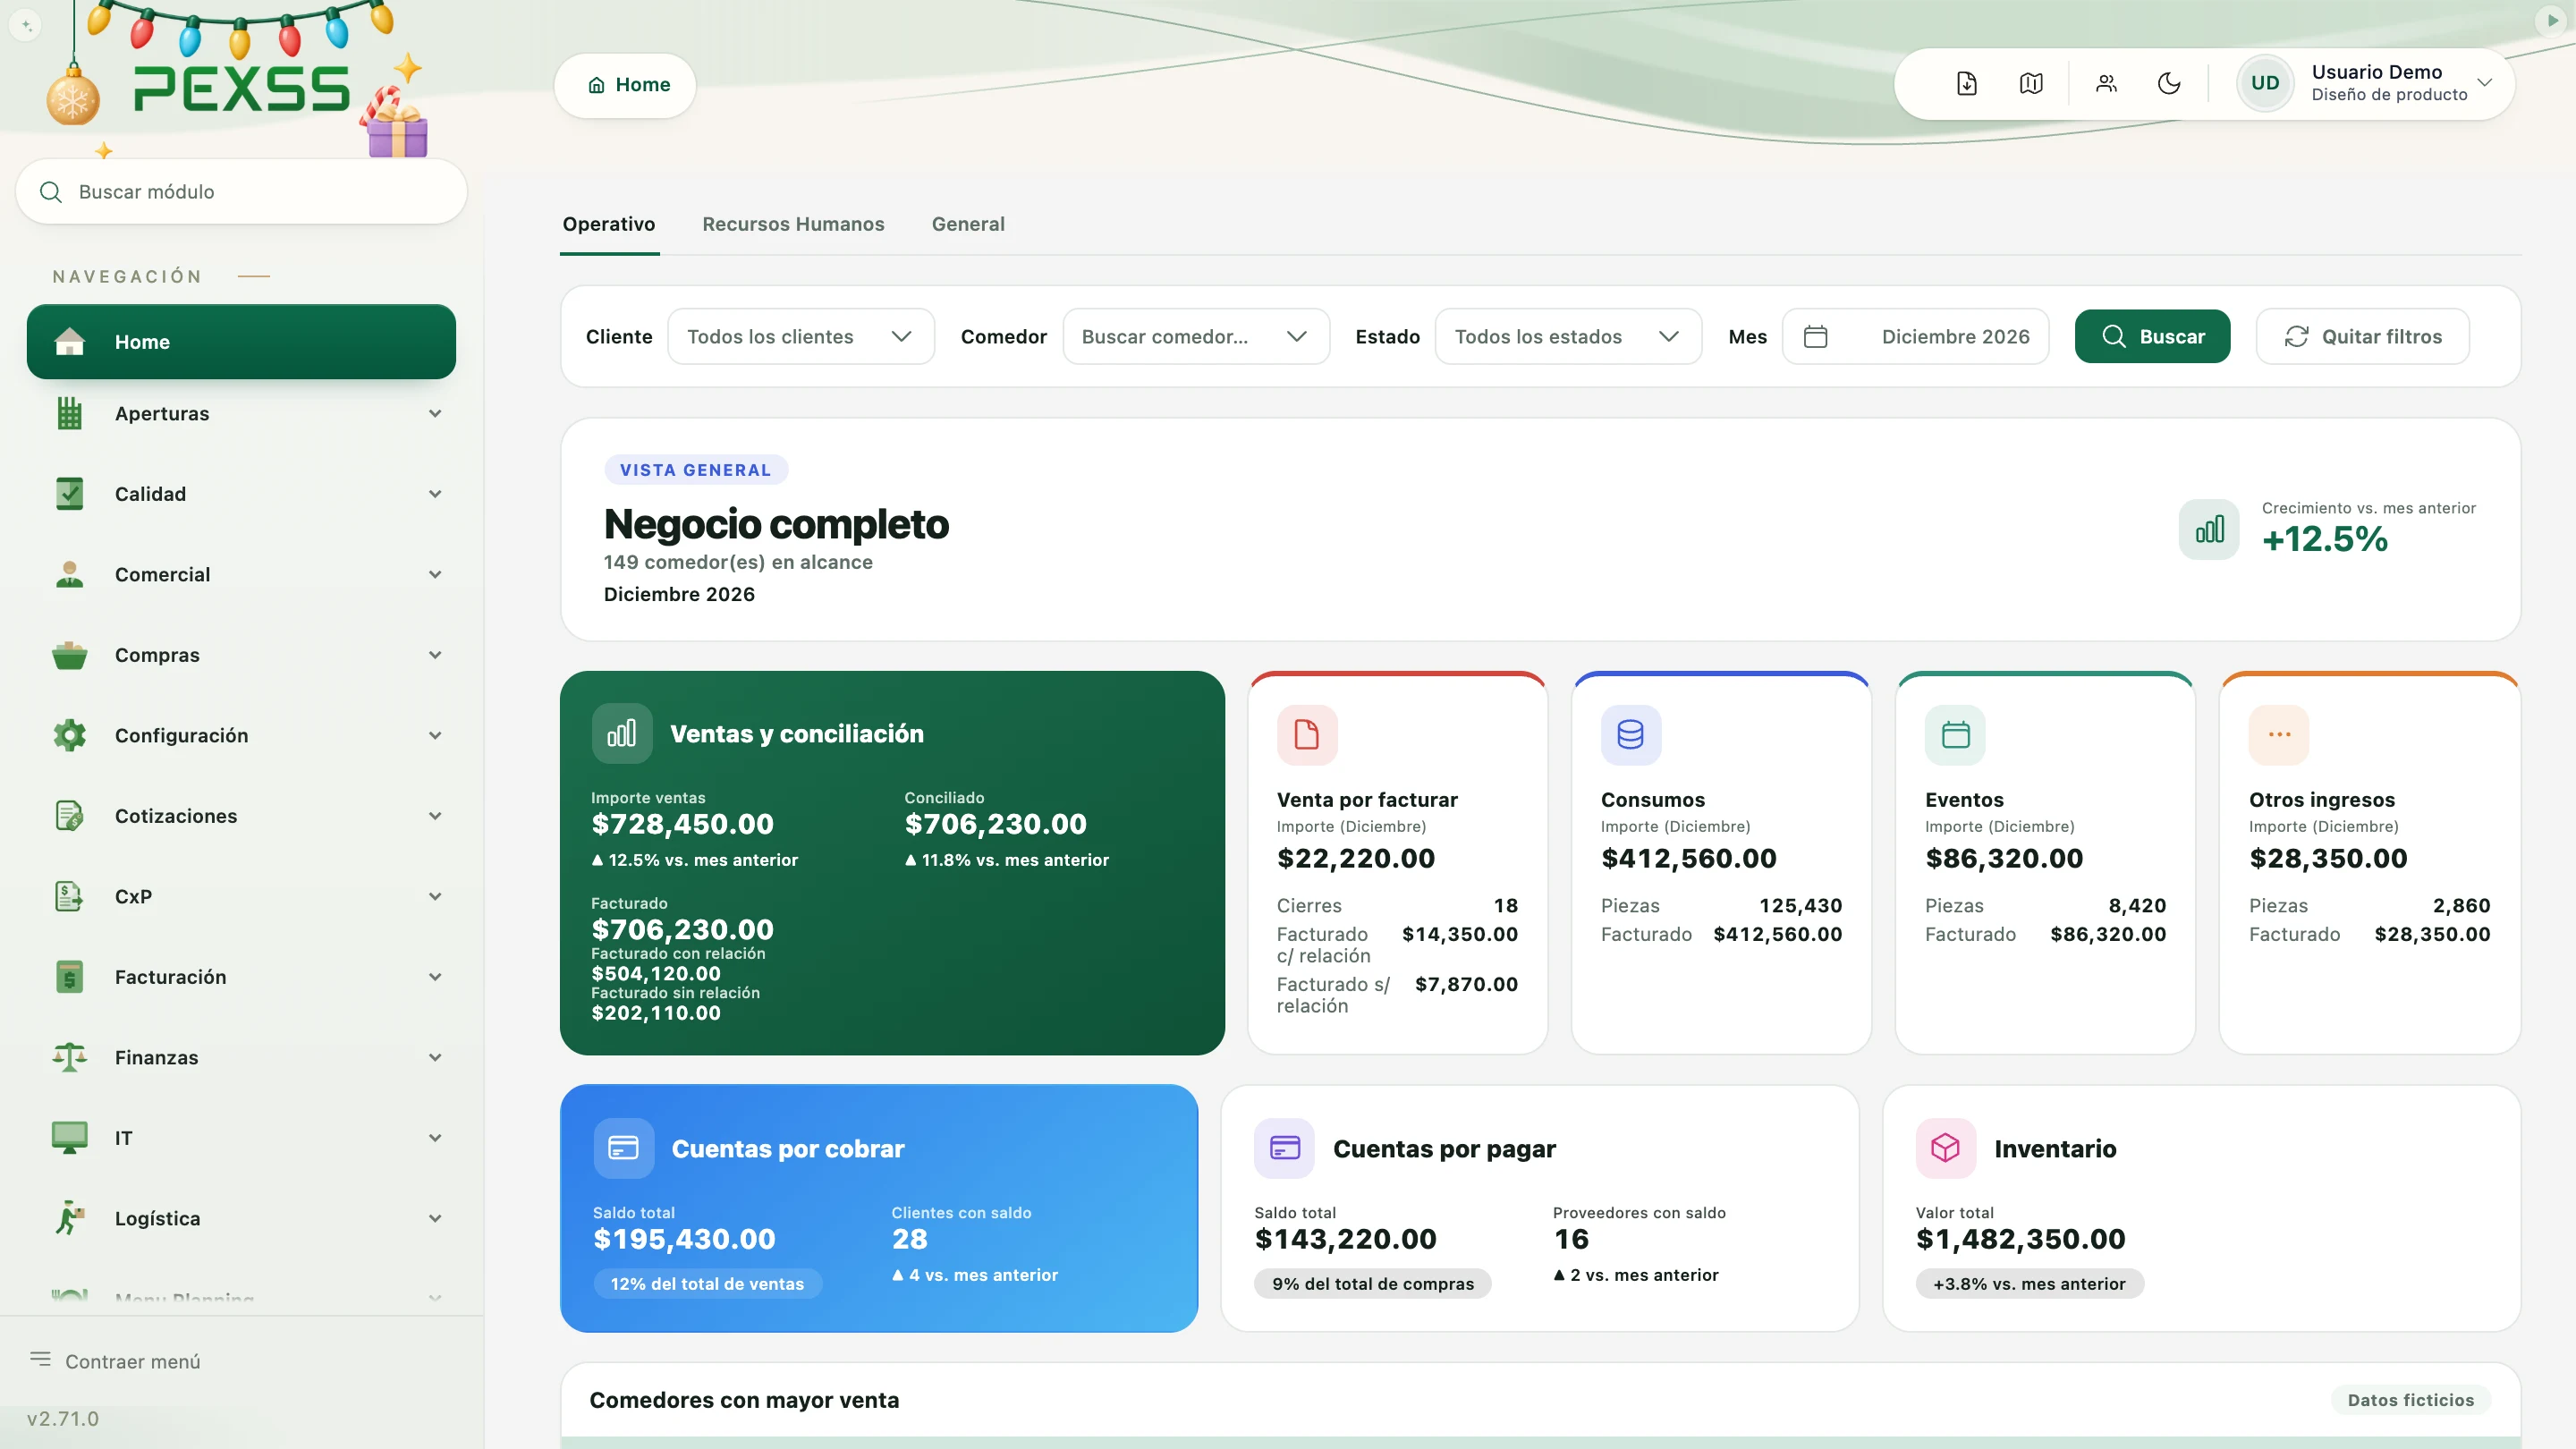 PEXSS
Buscar módulo
NAVEGACIÓN
Home
Aperturas
Calidad
Comercial
Compras
Configuración
Cotizaciones
CxP
Facturación
Finanzas
IT
Logística
Menu Planning
Contraer menú
v2.71.0
Home
UD
Usuario Demo
Diseño de producto
Operativo
Recursos Humanos
General
Cliente
Todos los clientes
Comedor
Buscar comedor...
Estado
Todos los estados
Mes
Diciembre 2026
Buscar
Quitar filtros
VISTA GENERAL
Negocio completo
149 comedor(es) en alcance
Diciembre 2026
Crecimiento vs. mes anterior
+12.5%
Ventas y conciliación
Importe ventas
$728,450.00
▲ 12.5% vs. mes anterior
Conciliado
$706,230.00
▲ 11.8% vs. mes anterior
Facturado
$706,230.00
Facturado con relación
$504,120.00
Facturado sin relación
$202,110.00
Venta por facturar
Importe (Diciembre)
$22,220.00
Cierres 18
Facturado $14,350.00
c/ relación
Facturado s/ $7,870.00
relación
Consumos
Importe (Diciembre)
$412,560.00
Piezas 125,430
Facturado $412,560.00
Eventos
Importe (Diciembre)
$86,320.00
Piezas 8,420
Facturado $86,320.00
Otros ingresos
Importe (Diciembre)
$28,350.00
Piezas 2,860
Facturado $28,350.00
Cuentas por cobrar
Saldo total
$195,430.00
12% del total de ventas
Clientes con saldo
28
▲ 4 vs. mes anterior
Cuentas por pagar
Saldo total
$143,220.00
9% del total de compras
Proveedores con saldo
16
▲ 2 vs. mes anterior
Inventario
Valor total
$1,482,350.00
+3.8% vs. mes anterior
Comedores con mayor venta
Datos ficticios